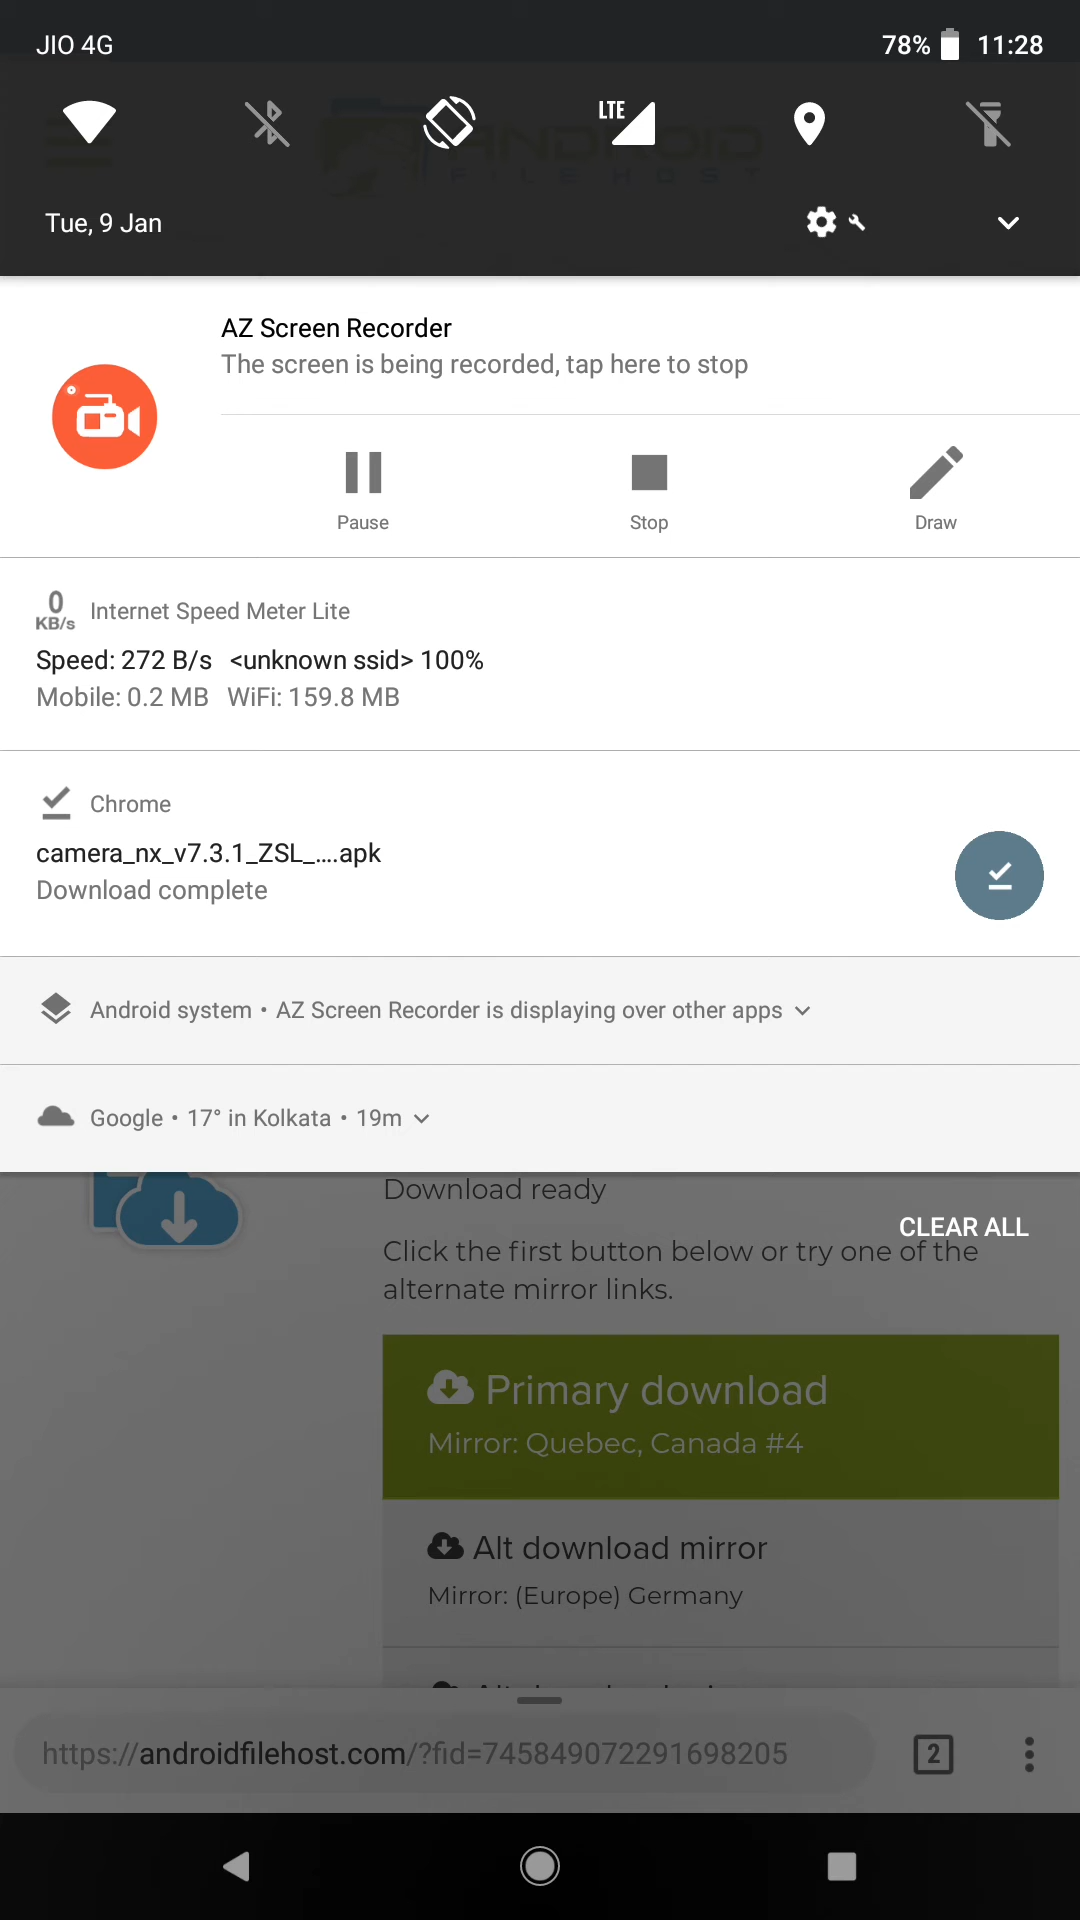 JIO 4G
78% 11:28
LTE
ANDROID
FILE HOST
Tue, 9 Jan
AZ Screen Recorder
The screen is being recorded, tap here to stop
Pause
Stop
Draw
0
KB/s
Internet Speed Meter Lite
Speed: 272 B/s <unknown ssid> 100%
Mobile: 0.2 MB WiFi: 159.8 MB
Chrome
camera_nx_v7.3.1_ZSL_....apk
Download complete
Android system • AZ Screen Recorder is displaying over other apps
Google • 17° in Kolkata • 19m
Download ready
CLEAR ALL
Click the first button below or try one of the
alternate mirror links.
Primary download
Mirror: Quebec, Canada #4
Alt download mirror
Mirror: (Europe) Germany
https://androidfilehost.com/?fid=745849072291698205
2